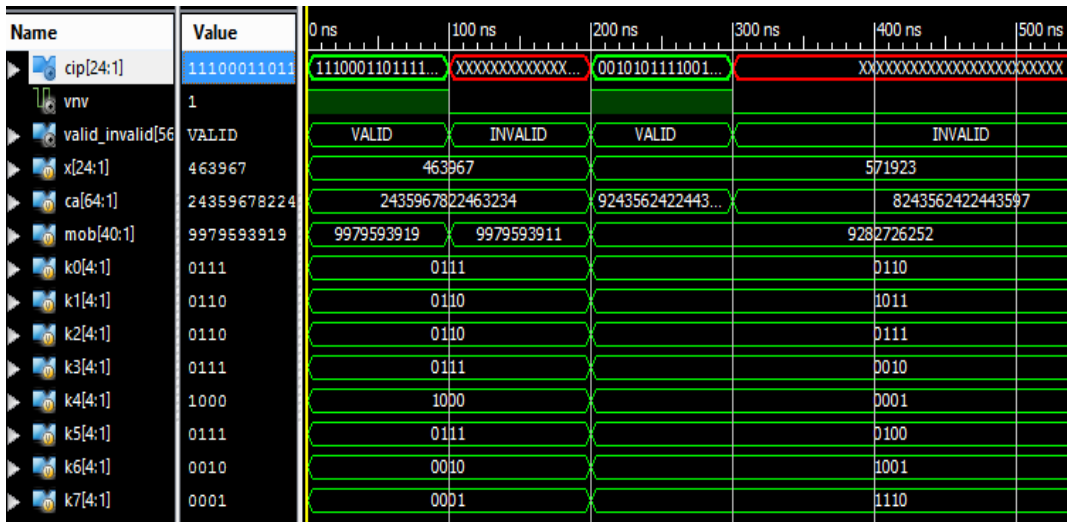 Name Value 0 ns 100 ns 200 ns 300 ns 400 ns 500 ns
cip[24:1] 11100011011 1110001101111... XXXXXXXXXXXXX... 0010101111001... XXXXXXXXXXXXXXXXXXXXXXXX
vnv 1
valid_invalid[56 VALID VALID INVALID VALID INVALID
x[24:1] 463967 463967 571923
ca[64:1] 24359678224 2435967822463234 9243562422443... 8243562422443597
mob[40:1] 9979593919 9979593919 9979593911 9282726252
k0[4:1] 0111 0111 0110
k1[4:1] 0110 0110 1011
k2[4:1] 0110 0110 0111
k3[4:1] 0111 0111 0010
k4[4:1] 1000 1000 0001
k5[4:1] 0111 0111 0100
k6[4:1] 0010 0010 1001
k7[4:1] 0001 0001 1110